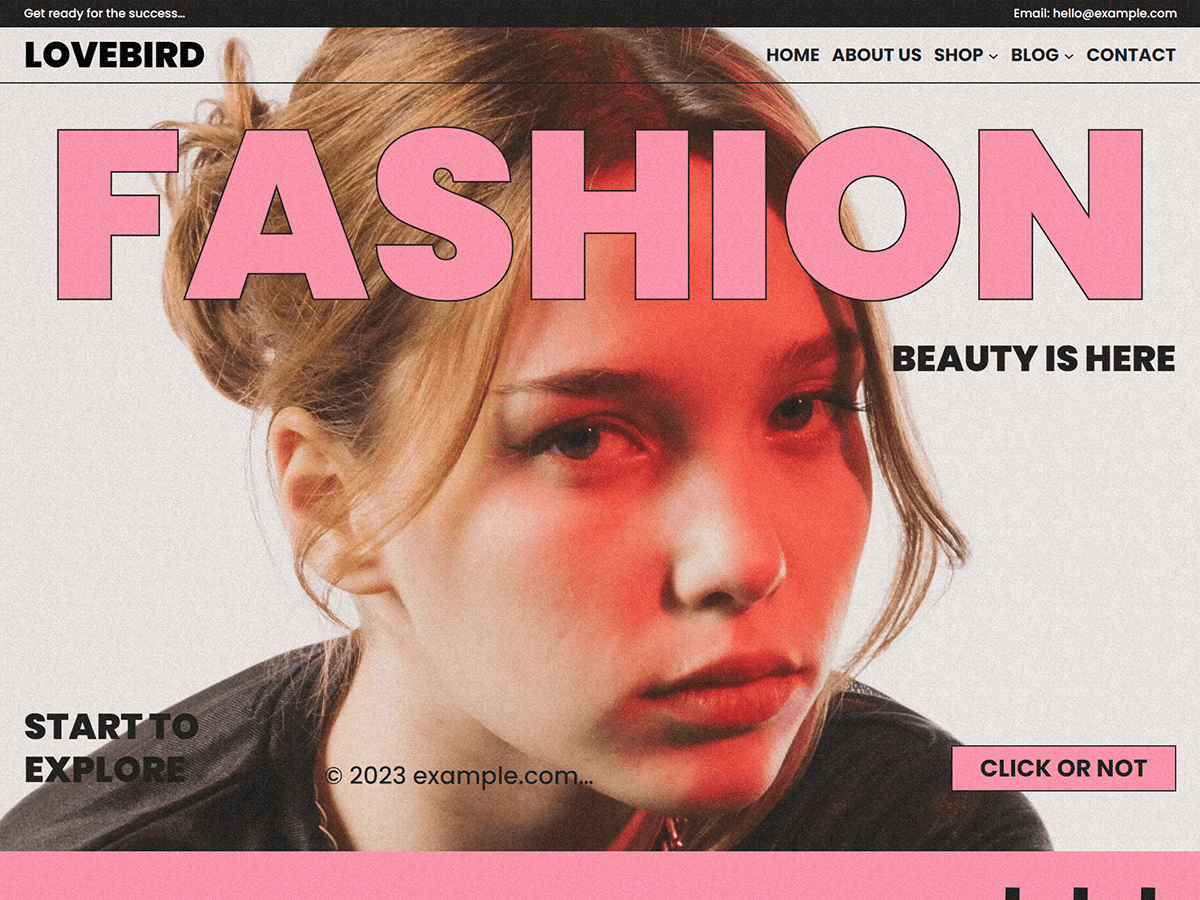 Get ready for the success...
Email: hello@example.com
LOVEBIRD
HOME ABOUT US SHOP BLOG CONTACT
FASHION
BEAUTY IS HERE
START TO
EXPLORE
© 2023 example.com...
CLICK OR NOT